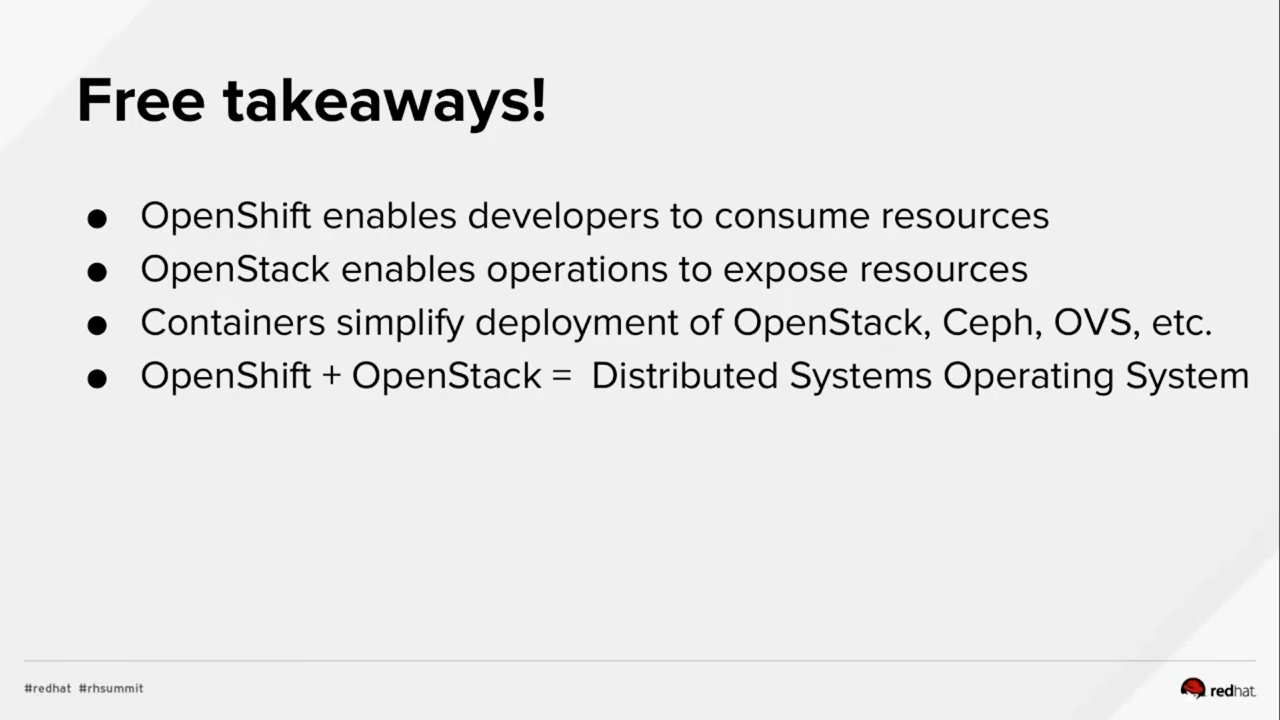 Free takeaways!
● OpenShift enables developers to consume resources
● OpenStack enables operations to expose resources
● Containers simplify deployment of OpenStack, Ceph, OVS, etc.
● OpenShift + OpenStack = Distributed Systems Operating System
#redhat #rhsummit
redhat.